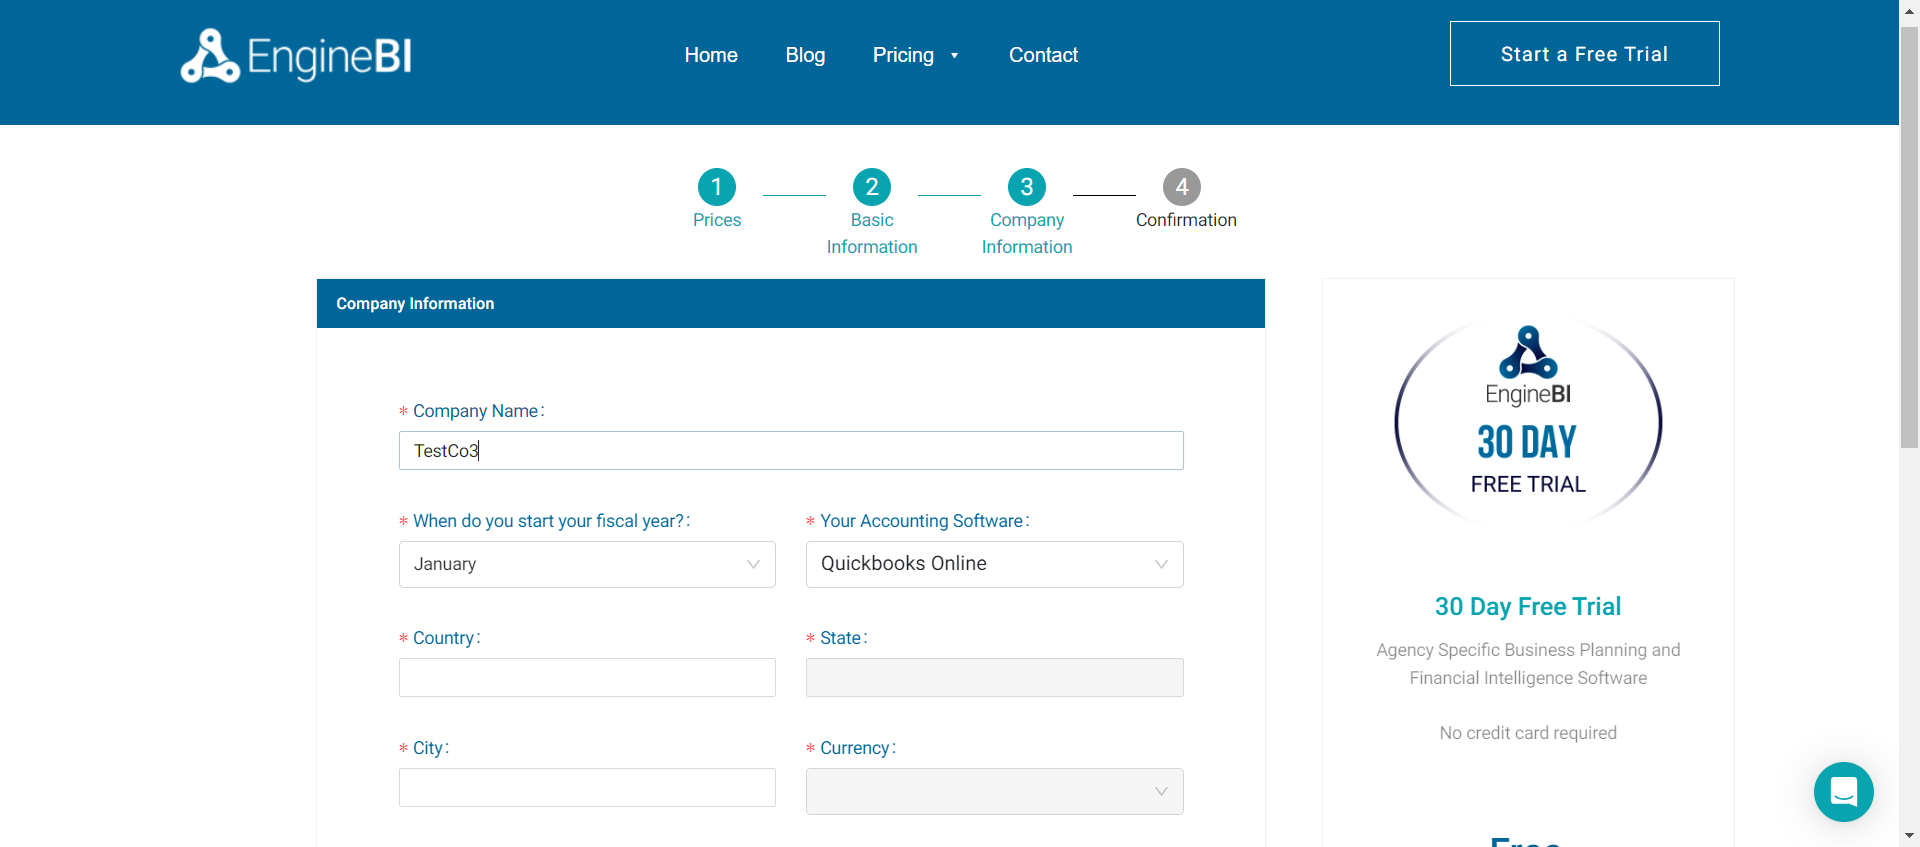 EngineBI
Home Blog Pricing Contact
Start a Free Trial
1 2 3 4
Prices Basic Information Company Information Confirmation
Company Information
* Company Name:
TestCo3
* When do you start your fiscal year?: * Your Accounting Software:
January Quickbooks Online
* Country: * State:
* City: * Currency:
EngineBI
30 DAY
FREE TRIAL
30 Day Free Trial
Agency Specific Business Planning and
Financial Intelligence Software
No credit card required
Free